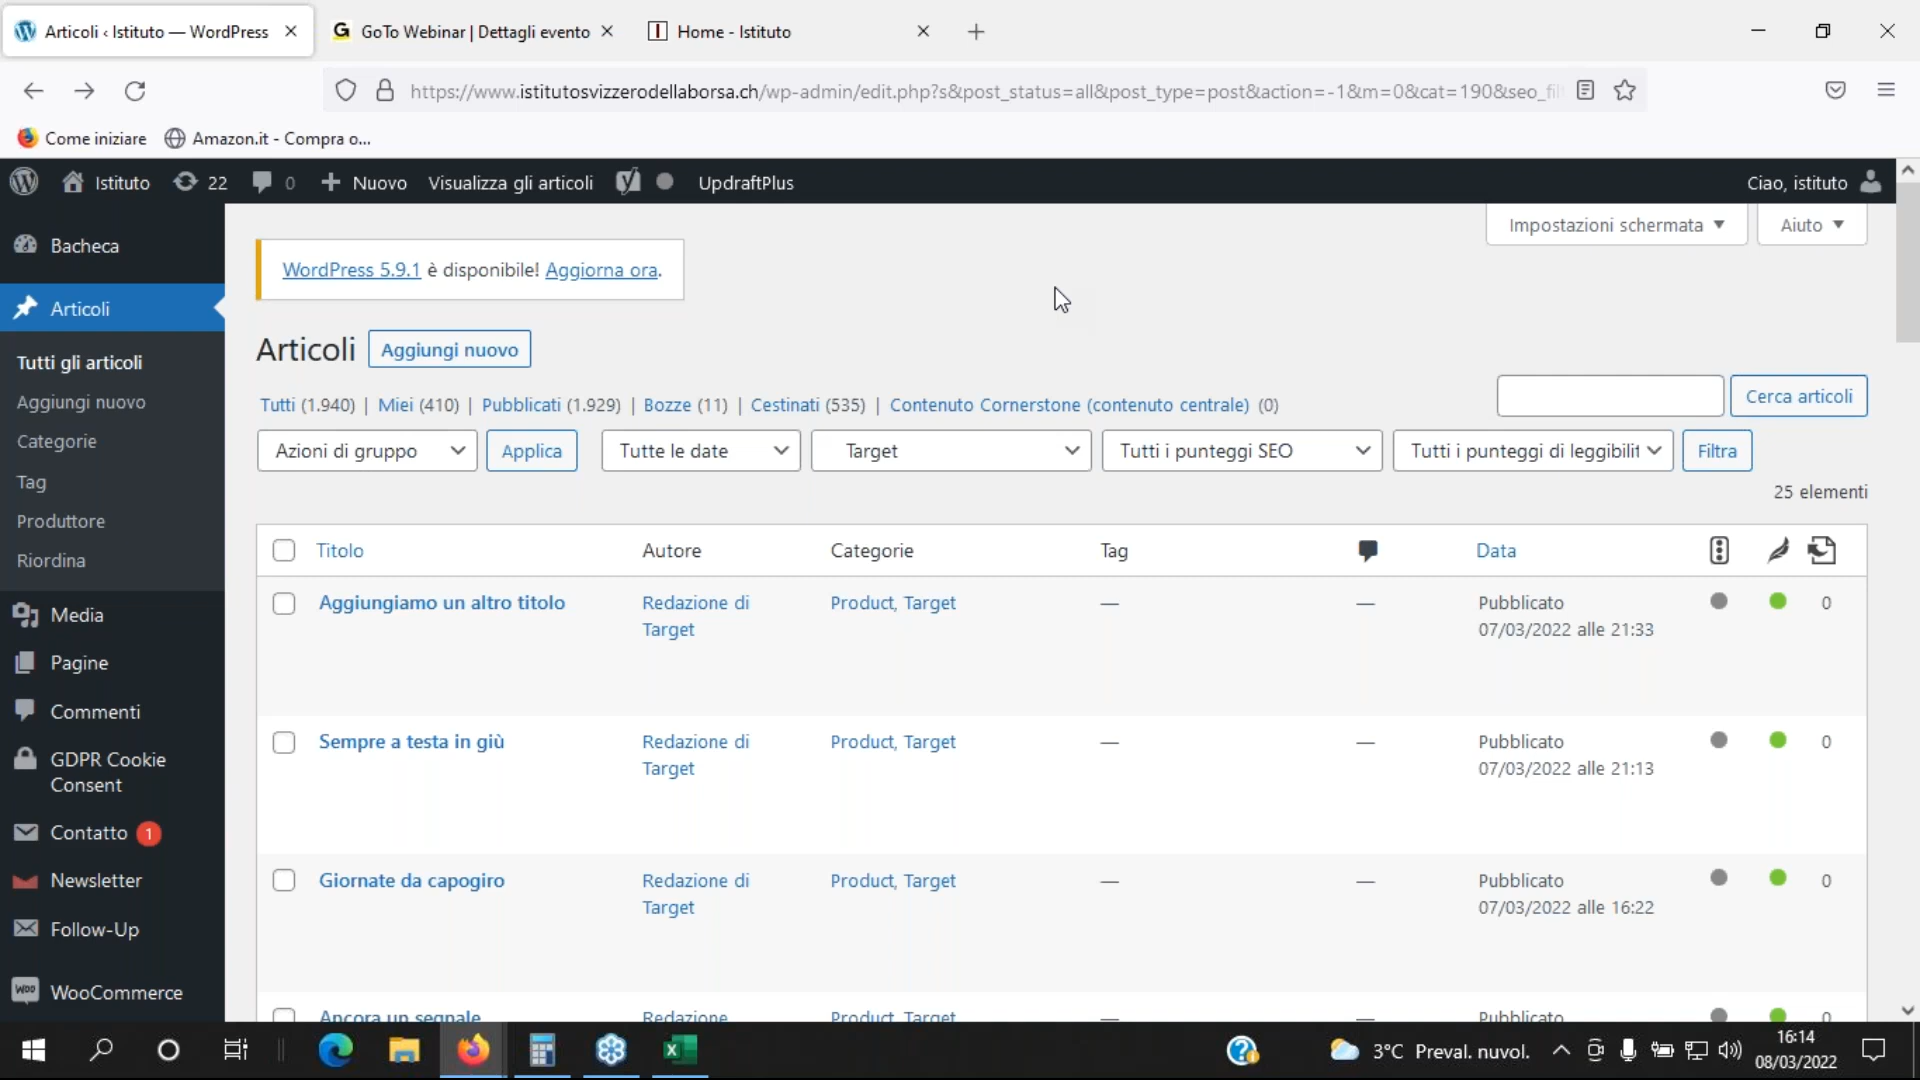 Articoli ‹ Istituto — WordPress
GoTo Webinar | Dettagli evento
Home - Istituto
https://www.istitutosvizzerodellaborsa.ch/wp-admin/edit.php?s&post_status=all&post_type=post&action=-1&m=0&cat=190&seo_fil
Come iniziare
Amazon.it - Compra o...
Istituto
22
0
Nuovo
Visualizza gli articoli
UpdraftPlus
Ciao, istituto
Impostazioni schermata
Aiuto
Bacheca
Articoli
Tutti gli articoli
Aggiungi nuovo
Categorie
Tag
Produttore
Riordina
Media
Pagine
Commenti
GDPR Cookie
Consent
Contatto 1
Newsletter
Follow-Up
WooCommerce
WordPress 5.9.1 è disponibile! Aggiorna ora.
Articoli
Aggiungi nuovo
Tutti (1.940) | Miei (410) | Pubblicati (1.929) | Bozze (11) | Cestinati (535) | Contenuto Cornerstone (contenuto centrale) (0)
Cerca articoli
Azioni di gruppo
Applica
Tutte le date
Target
Tutti i punteggi SEO
Tutti i punteggi di leggibilit
Filtra
25 elementi
Titolo
Autore
Categorie
Tag
Data
Aggiungiamo un altro titolo
Redazione di
Target
Product, Target
—
—
Pubblicato
07/03/2022 alle 21:33
0
Sempre a testa in giù
Redazione di
Target
Product, Target
—
—
Pubblicato
07/03/2022 alle 21:13
0
Giornate da capogiro
Redazione di
Target
Product, Target
—
—
Pubblicato
07/03/2022 alle 16:22
0
Ancora un segnale
Redazione
Product, Target
—
—
Pubblicato
0
3°C Preval. nuvol.
16:14
08/03/2022